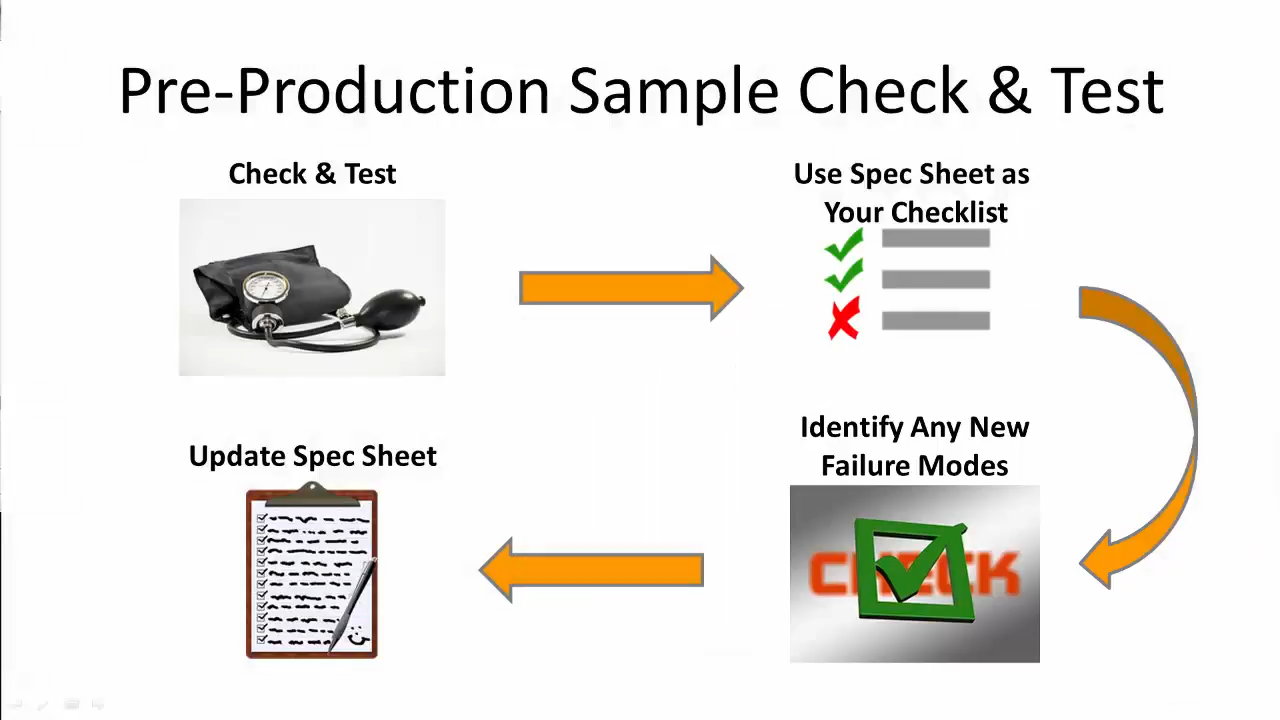 Pre-Production Sample Check & Test
Check & Test
Use Spec Sheet as
Your Checklist
Identify Any New
Failure Modes
CHECK
Update Spec Sheet